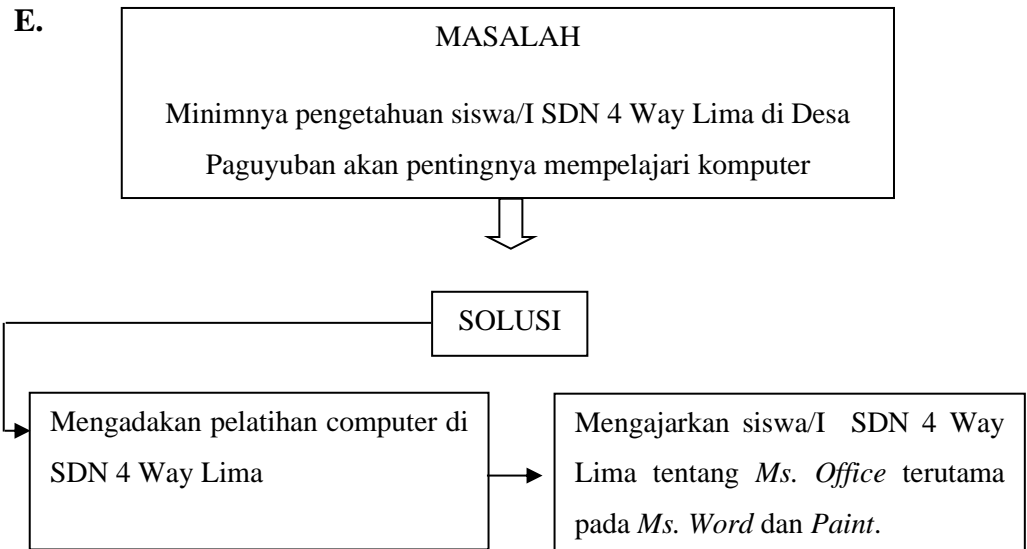 E.
MASALAH
Minimnya pengetahuan siswa/I SDN 4 Way Lima di Desa
Paguyuban akan pentingnya mempelajari komputer
SOLUSI
Mengadakan pelatihan computer di
SDN 4 Way Lima
Mengajarkan siswa/I SDN 4 Way
Lima tentang Ms. Office terutama
pada Ms. Word dan Paint.